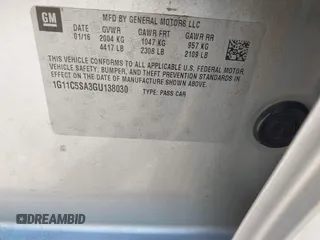 GM
MFD BY GENERAL MOTORS LLC
01/16 GVWR GAWR FRT GAWR RR
2004 KG 1047 KG 957 KG
4417 LB 2308 LB 2109 LB
THIS VEHICLE CONFORMS TO ALL APPLICABLE U.S. FEDERAL MOTOR
VEHICLE SAFETY, BUMPER, AND THEFT PREVENTION STANDARDS IN
EFFECT ON THE DATE OF MANUFACTURE SHOWN ABOVE.
1G11C5SA3GU138030 TYPE: PASS CAR
DREAMBID